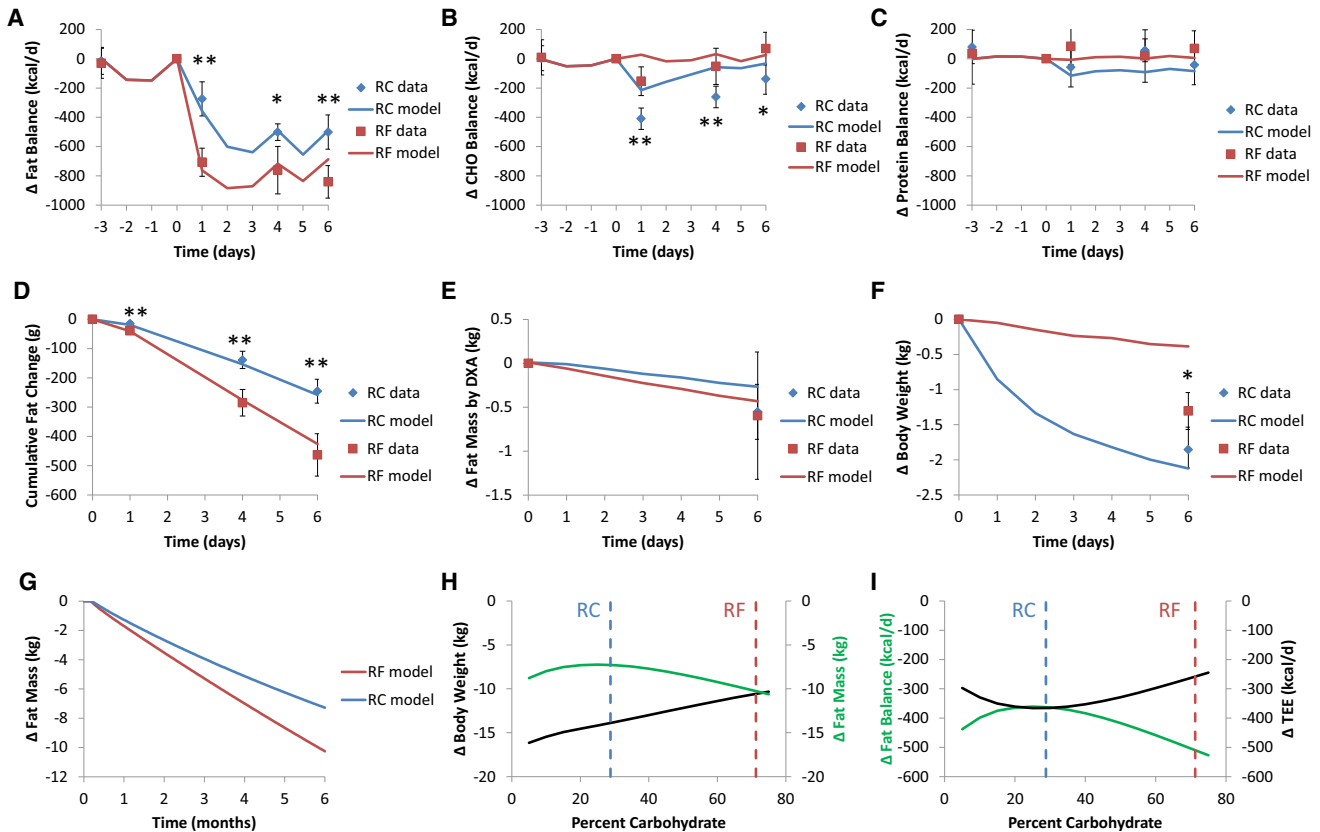 A
Δ Fat Balance (kcal/d)
200
0
-200
-400
-600
-800
-1000
-3 -2 -1 0 1 2 3 4 5 6
Time (days)
** * **
RC data
RC model
RF data
RF model
B
Δ CHO Balance (kcal/d)
200
0
-200
-400
-600
-800
-1000
-3 -2 -1 0 1 2 3 4 5 6
Time (days)
** ** *
RC data
RC model
RF data
RF model
C
Δ Protein Balance (kcal/d)
200
0
-200
-400
-600
-800
-1000
-3 -2 -1 0 1 2 3 4 5 6
Time (days)
RC data
RC model
RF data
RF model
D
Cumulative Fat Change (g)
0
-100
-200
-300
-400
-500
-600
0 1 2 3 4 5 6
Time (days)
** ** **
RC data
RC model
RF data
RF model
E
Δ Fat Mass by DXA (kg)
0.5
0
-0.5
-1
-1.5
0 1 2 3 4 5 6
Time (days)
RC data
RC model
RF data
RF model
F
Δ Body Weight (kg)
0
-0.5
-1
-1.5
-2
-2.5
0 1 2 3 4 5 6
Time (days)
*
RC data
RC model
RF data
RF model
G
Δ Fat Mass (kg)
0
-2
-4
-6
-8
-10
-12
0 1 2 3 4 5 6
Time (months)
RF model
RC model
H
Δ Body Weight (kg)
0
-5
-10
-15
-20
RC
RF
0
-5
-10
-15
-20
Δ Fat Mass (kg)
0 20 40 60 80
Percent Carbohydrate
I
Δ Fat Balance (kcal/d)
0
-100
-200
-300
-400
-500
-600
RC
RF
0
-100
-200
-300
-400
-500
-600
Δ TEE (kcal/d)
0 20 40 60 80
Percent Carbohydrate